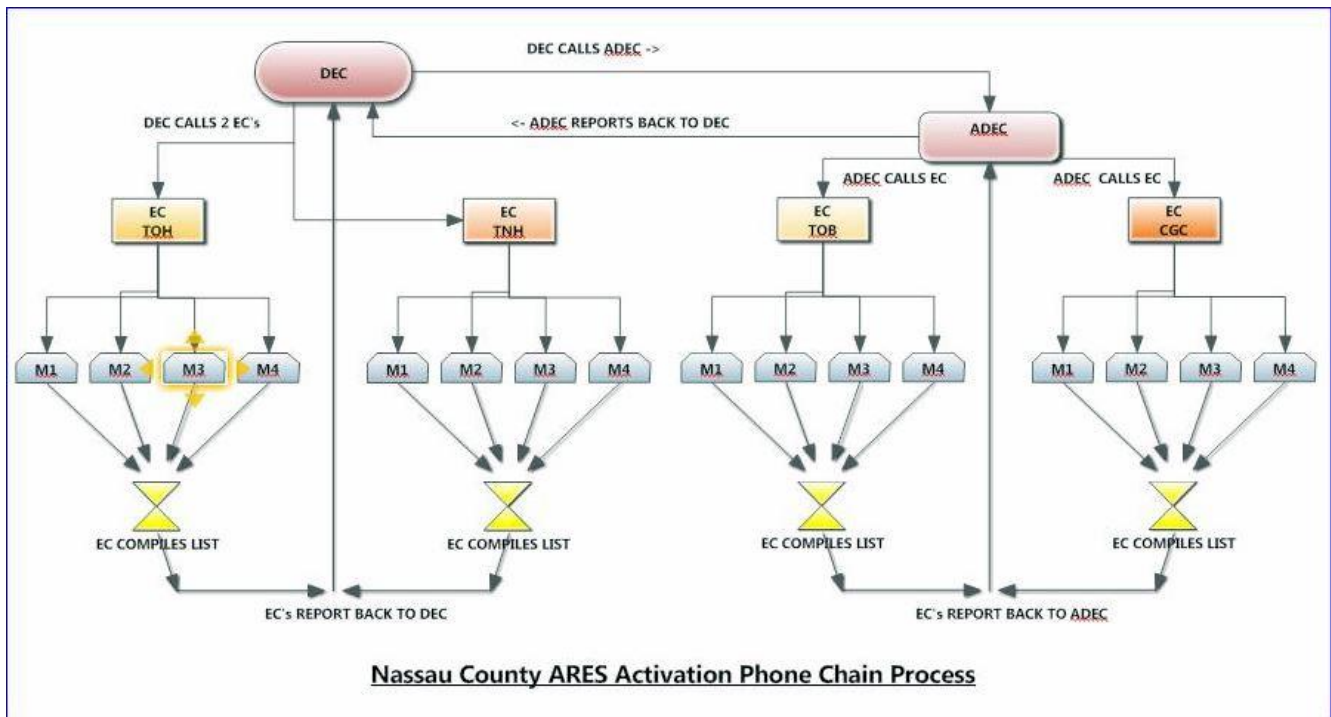 DEC CALLS ADEC ->
DEC
DEC CALLS 2 EC's
<- ADEC REPORTS BACK TO DEC
ADEC
ADEC CALLS EC
ADEC CALLS EC
EC
TOH
EC
TNH
EC
TOB
EC
CGC
M1
M2
M3
M4
M1
M2
M3
M4
M1
M2
M3
M4
M1
M2
M3
M4
EC COMPILES LIST
EC COMPILES LIST
EC COMPILES LIST
EC COMPILES LIST
EC's REPORT BACK TO DEC
EC's REPORT BACK TO ADEC
Nassau County ARES Activation Phone Chain Process